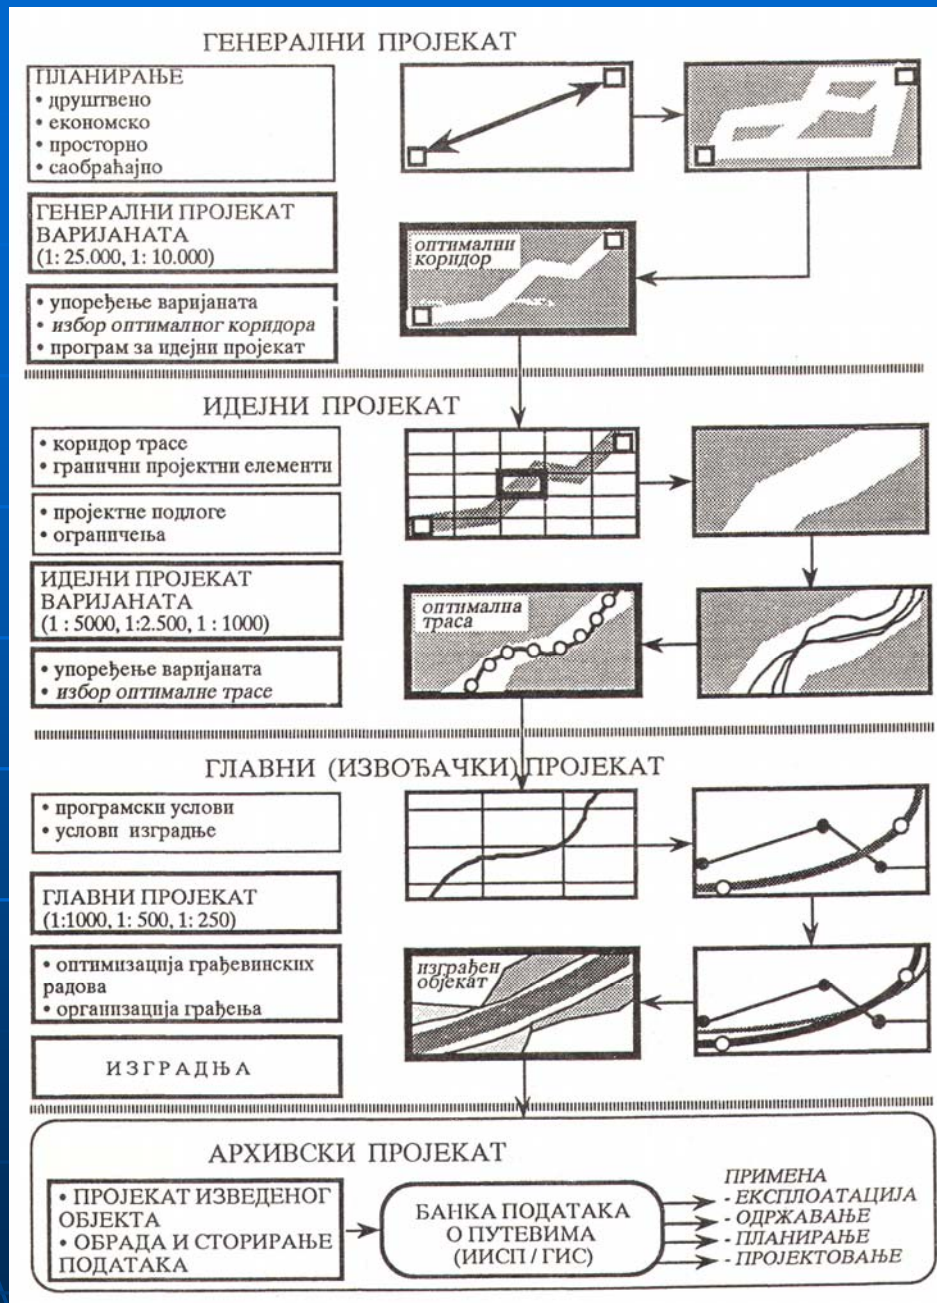 ГЕНЕРАЛНИ ПРОЈЕКАТ
ПЛАНИРАЊЕ
• друштвено
• економско
• просторно
• саобраћајно
ГЕНЕРАЛНИ ПРОЈЕКАТ
ВАРИЈАНАТА
(1: 25.000, 1: 10.000)
оптимални
коридор
• упоређење варијаната
• избор оптималног коридора
• програм за идејни пројекат
ИДЕЈНИ ПРОЈЕКАТ
• коридор трасе
• гранични пројектни елементи
• пројектне подлоге
• ограничења
ИДЕЈНИ ПРОЈЕКАТ
ВАРИЈАНАТА
(1 : 5000, 1:2.500, 1 : 1000)
оптимална
траса
• упоређење варијаната
• избор оптималне трасе
ГЛАВНИ (ИЗВОЂАЧКИ) ПРОЈЕКАТ
• програмски услови
• услови изградње
ГЛАВНИ ПРОЈЕКАТ
(1:1000, 1: 500, 1: 250)
• оптимизација грађевинских
радова
• организација грађења
изграђен
објекат
ИЗГРАДЊА
АРХИВСКИ ПРОЈЕКАТ
• ПРОЈЕКАТ ИЗВЕДЕНОГ
ОБЈЕКТА
• ОБРАДА И СТОРИРАЊЕ
ПОДАТАКА
БАНКА ПОДАТАКА
О ПУТЕВИМА
(ИИСП / ГИС)
ПРИМЕНА
- ЕКСПЛОАТАЦИЈА
- ОДРЖАВАЊЕ
- ПЛАНИРАЊЕ
- ПРОЈЕКТОВАЊЕ